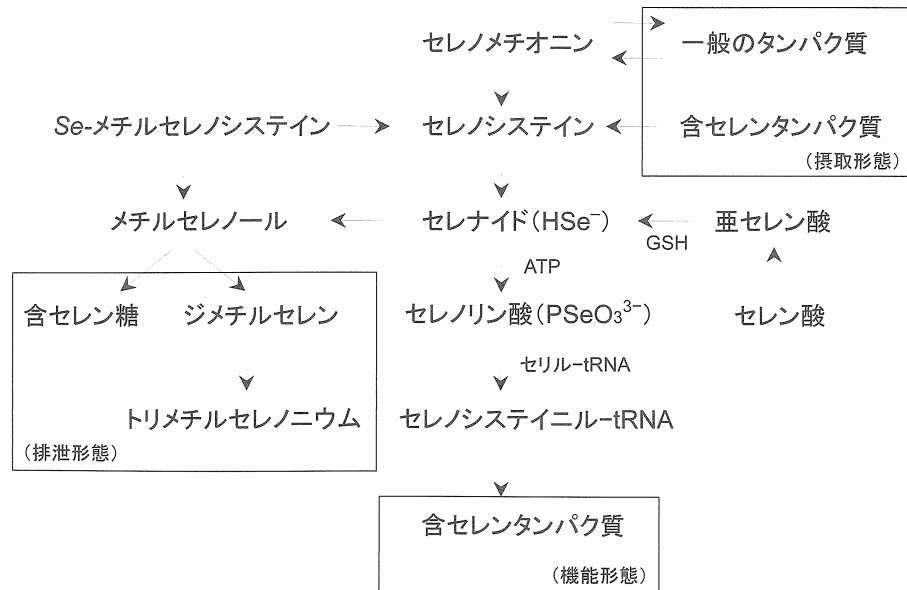 セレノメチオニン
一般のタンパク質
Se-メチルセレノシステイン
セレノシステイン
含セレンタンパク質
(摂取形態)
メチルセレノール
セレナイド(HSe⁻)
亜セレン酸
GSH
ATP
含セレン糖
ジメチルセレン
セレノリン酸(PSeO₃³⁻)
セレン酸
セリル-tRNA
トリメチルセレノニウム
セレノシステイニル-tRNA
(排泄形態)
含セレンタンパク質
(機能形態)